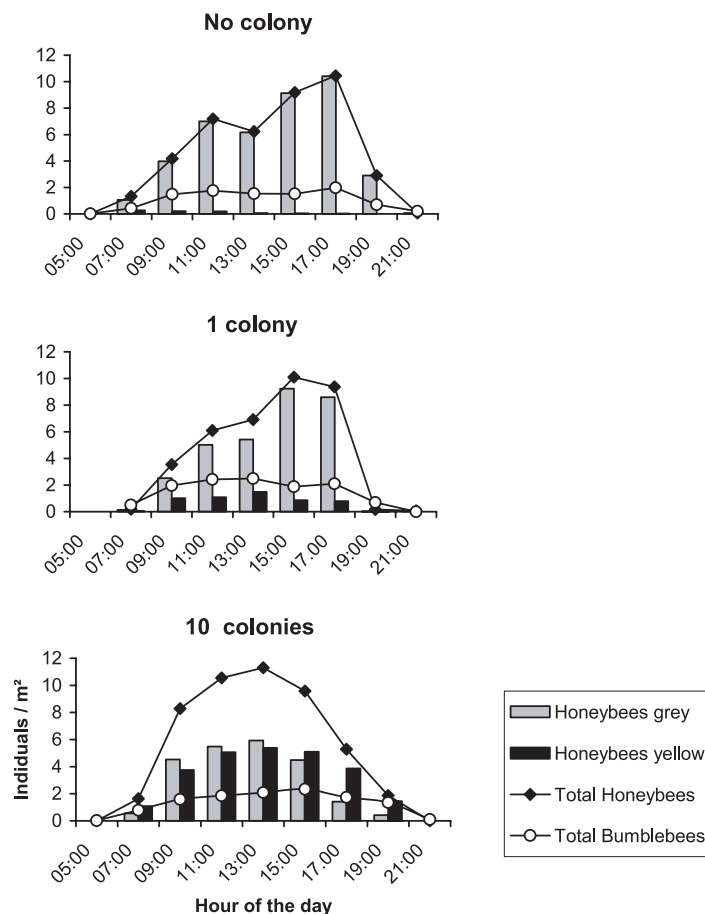 No colony
12
10
8
6
4
2
0
05:00 07:00 09:00 11:00 13:00 15:00 17:00 19:00 21:00
1 colony
12
10
8
6
4
2
0
05:00 07:00 09:00 11:00 13:00 15:00 17:00 19:00 21:00
10 colonies
12
10
8
6
4
2
0
Indiduals / m²
05:00 07:00 09:00 11:00 13:00 15:00 17:00 19:00 21:00
Hour of the day
Honeybees grey
Honeybees yellow
Total Honeybees
Total Bumblebees